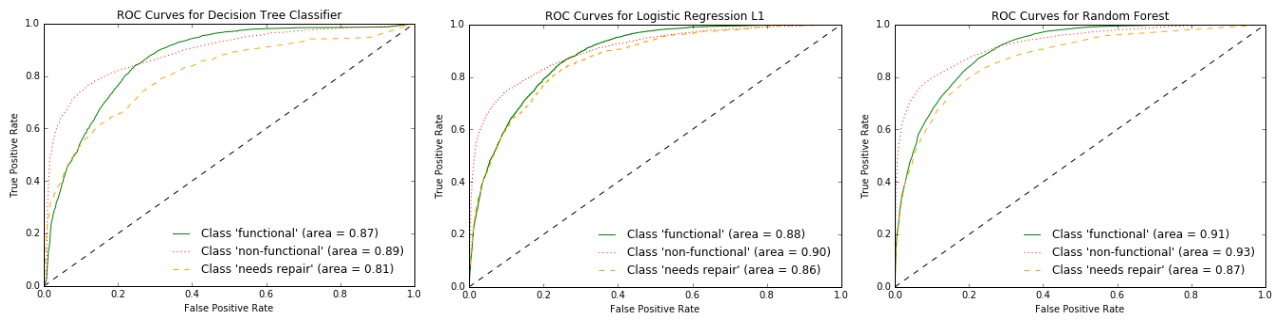 ROC Curves for Decision Tree Classifier
True Positive Rate
1.0
0.8
0.6
0.4
0.2
0.0
Class 'functional' (area = 0.87)
Class 'non-functional' (area = 0.89)
Class 'needs repair' (area = 0.81)
0.0 0.2 0.4 0.6 0.8 1.0
False Positive Rate
ROC Curves for Logistic Regression L1
True Positive Rate
1.0
0.8
0.6
0.4
0.2
0.0
Class 'functional' (area = 0.88)
Class 'non-functional' (area = 0.90)
Class 'needs repair' (area = 0.86)
0.0 0.2 0.4 0.6 0.8 1.0
False Positive Rate
ROC Curves for Random Forest
True Positive Rate
1.0
0.8
0.6
0.4
0.2
0.0
Class 'functional' (area = 0.91)
Class 'non-functional' (area = 0.93)
Class 'needs repair' (area = 0.87)
0.0 0.2 0.4 0.6 0.8 1.0
False Positive Rate